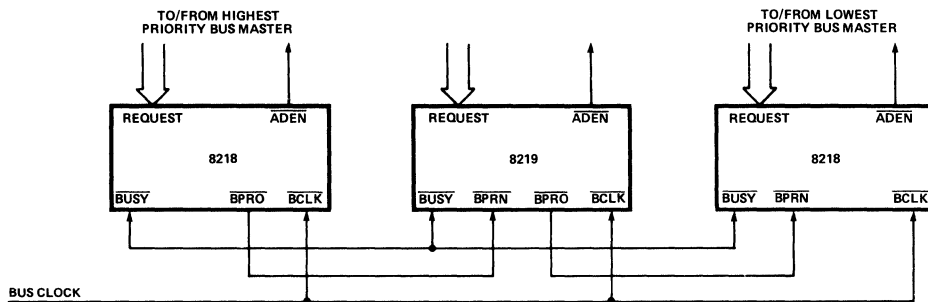 TO/FROM HIGHEST
PRIORITY BUS MASTER
TO/FROM LOWEST
PRIORITY BUS MASTER
REQUEST ADEN
8218
BUSY BPRO BCLK
REQUEST ADEN
8219
BUSY BPRN BPRO BCLK
REQUEST ADEN
8218
BUSY BPRN BCLK
BUS CLOCK